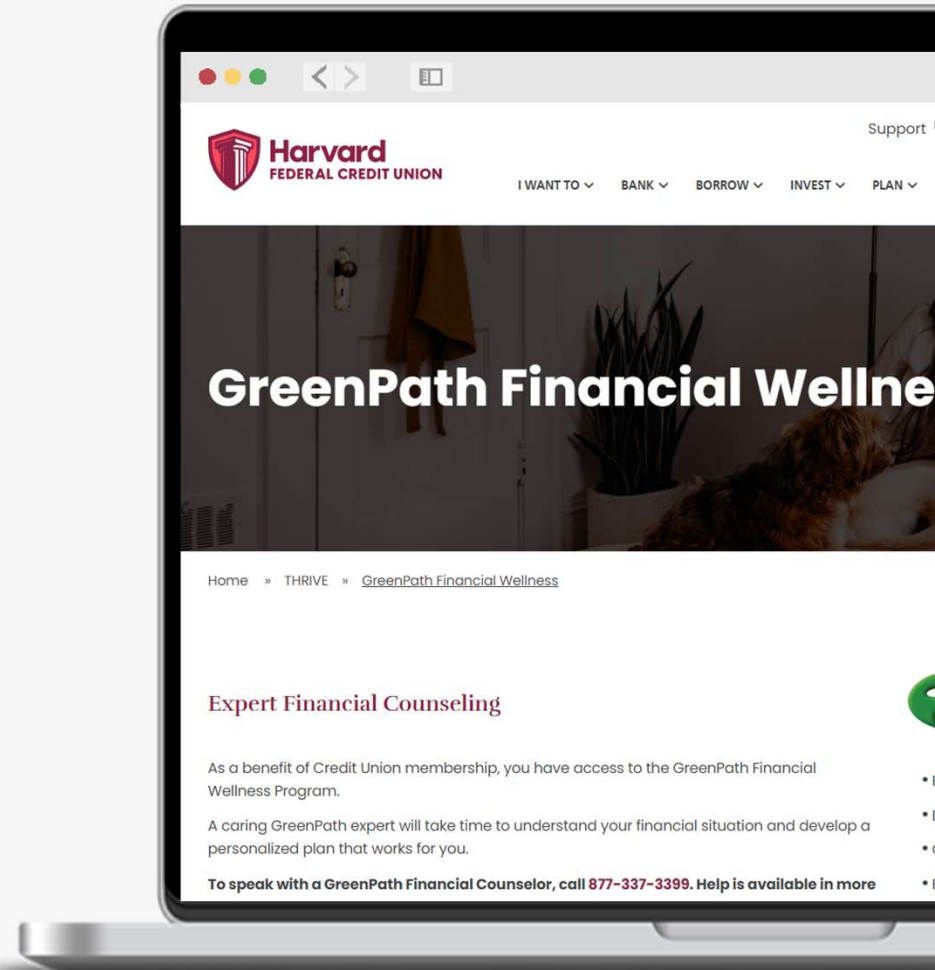 Harvard
FEDERAL CREDIT UNION
Support
I WANT TO
BANK
BORROW
INVEST
PLAN
GreenPath Financial Wellne
Home » THRIVE » GreenPath Financial Wellness
Expert Financial Counseling
As a benefit of Credit Union membership, you have access to the GreenPath Financial
Wellness Program.
A caring GreenPath expert will take time to understand your financial situation and develop a
personalized plan that works for you.
To speak with a GreenPath Financial Counselor, call 877-337-3399. Help is available in more